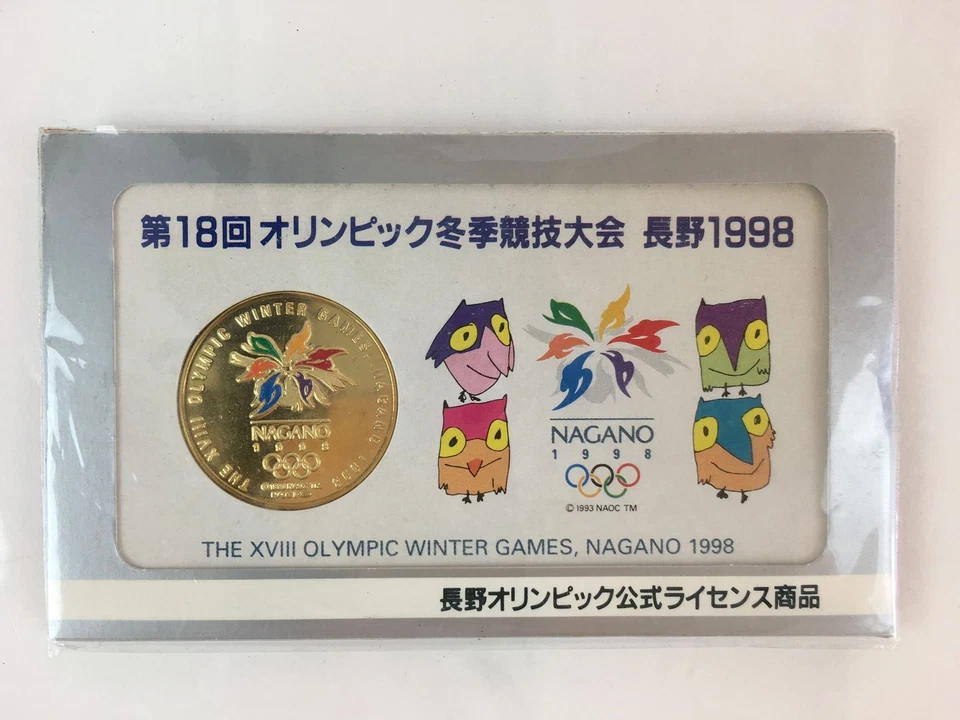 第18回オリンピック冬季競技大会 長野1998
THE XVIII OLYMPIC WINTER GAMES, NAGANO 1998
NAGANO
1998
NAGANO
1998
© 1993 NAOC TM
THE XVIII OLYMPIC WINTER GAMES, NAGANO 1998
長野オリンピック公式ライセンス商品